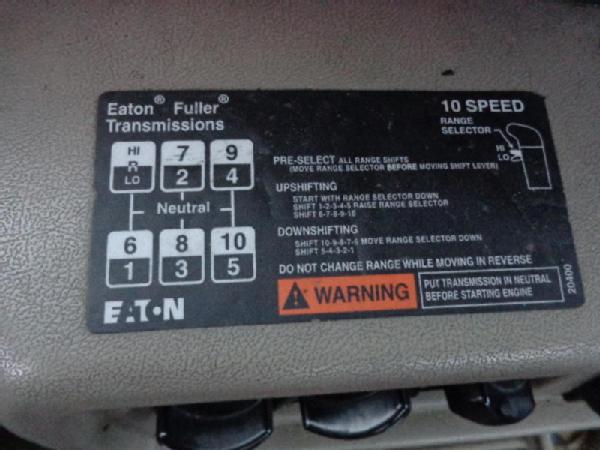 Eaton® Fuller®
Transmissions
10 SPEED
RANGE
SELECTOR
HI
LO
HI
R
LO
7
2
9
4
Neutral
6
1
8
3
10
5
PRE-SELECT ALL RANGE SHIFTS
(MOVE RANGE SELECTOR BEFORE MOVING SHIFT LEVER)
UPSHIFTING
START WITH RANGE SELECTOR DOWN
SHIFT 1-2-3-4-5 RAISE RANGE SELECTOR
SHIFT 6-7-8-9-10
DOWNSHIFTING
SHIFT 10-9-8-7-6 MOVE RANGE SELECTOR DOWN
SHIFT 5-4-3-2-1
DO NOT CHANGE RANGE WHILE MOVING IN REVERSE
WARNING
PUT TRANSMISSION IN NEUTRAL
BEFORE STARTING ENGINE
20400
EATON